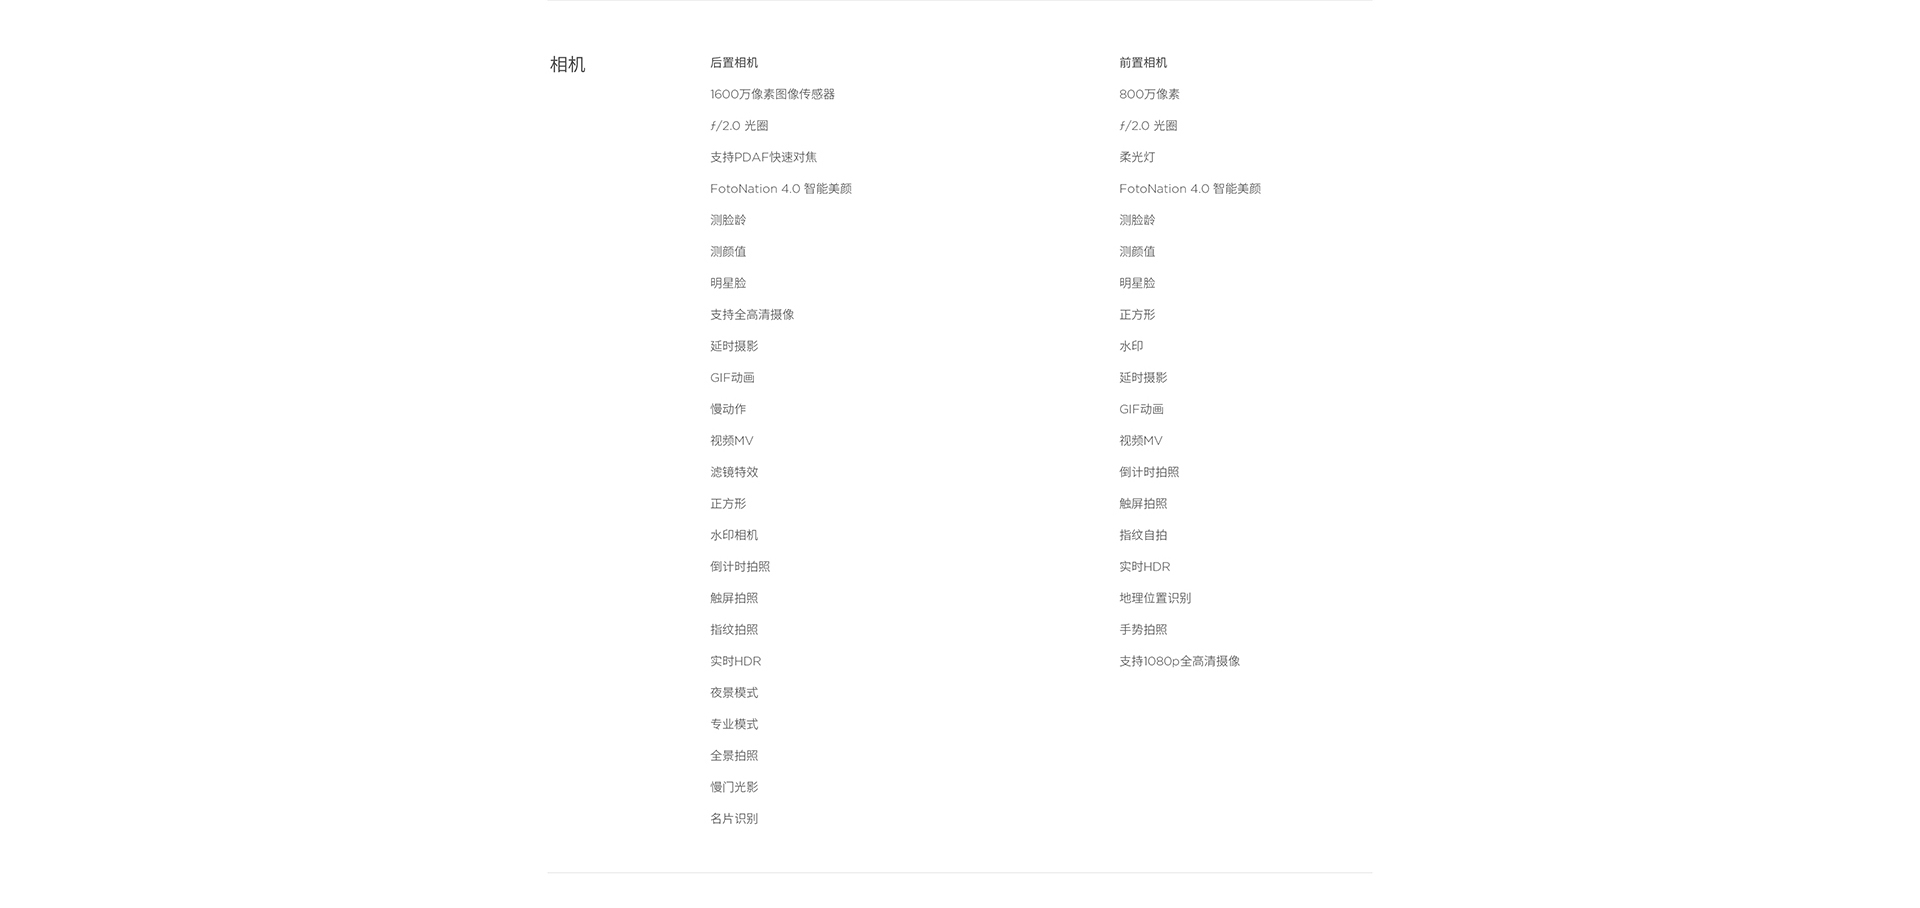 相机
后置相机
1600万像素图像传感器
ƒ/2.0 光圈
支持PDAF快速对焦
FotoNation 4.0 智能美颜
测脸龄
测颜值
明星脸
支持全高清摄像
延时摄影
GIF动画
慢动作
视频MV
滤镜特效
正方形
水印相机
倒计时拍照
触屏拍照
指纹拍照
实时HDR
夜景模式
专业模式
全景拍照
慢门光影
名片识别
前置相机
800万像素
ƒ/2.0 光圈
柔光灯
FotoNation 4.0 智能美颜
测脸龄
测颜值
明星脸
正方形
水印
延时摄影
GIF动画
视频MV
倒计时拍照
触屏拍照
指纹自拍
实时HDR
地理位置识别
手势拍照
支持1080p全高清摄像